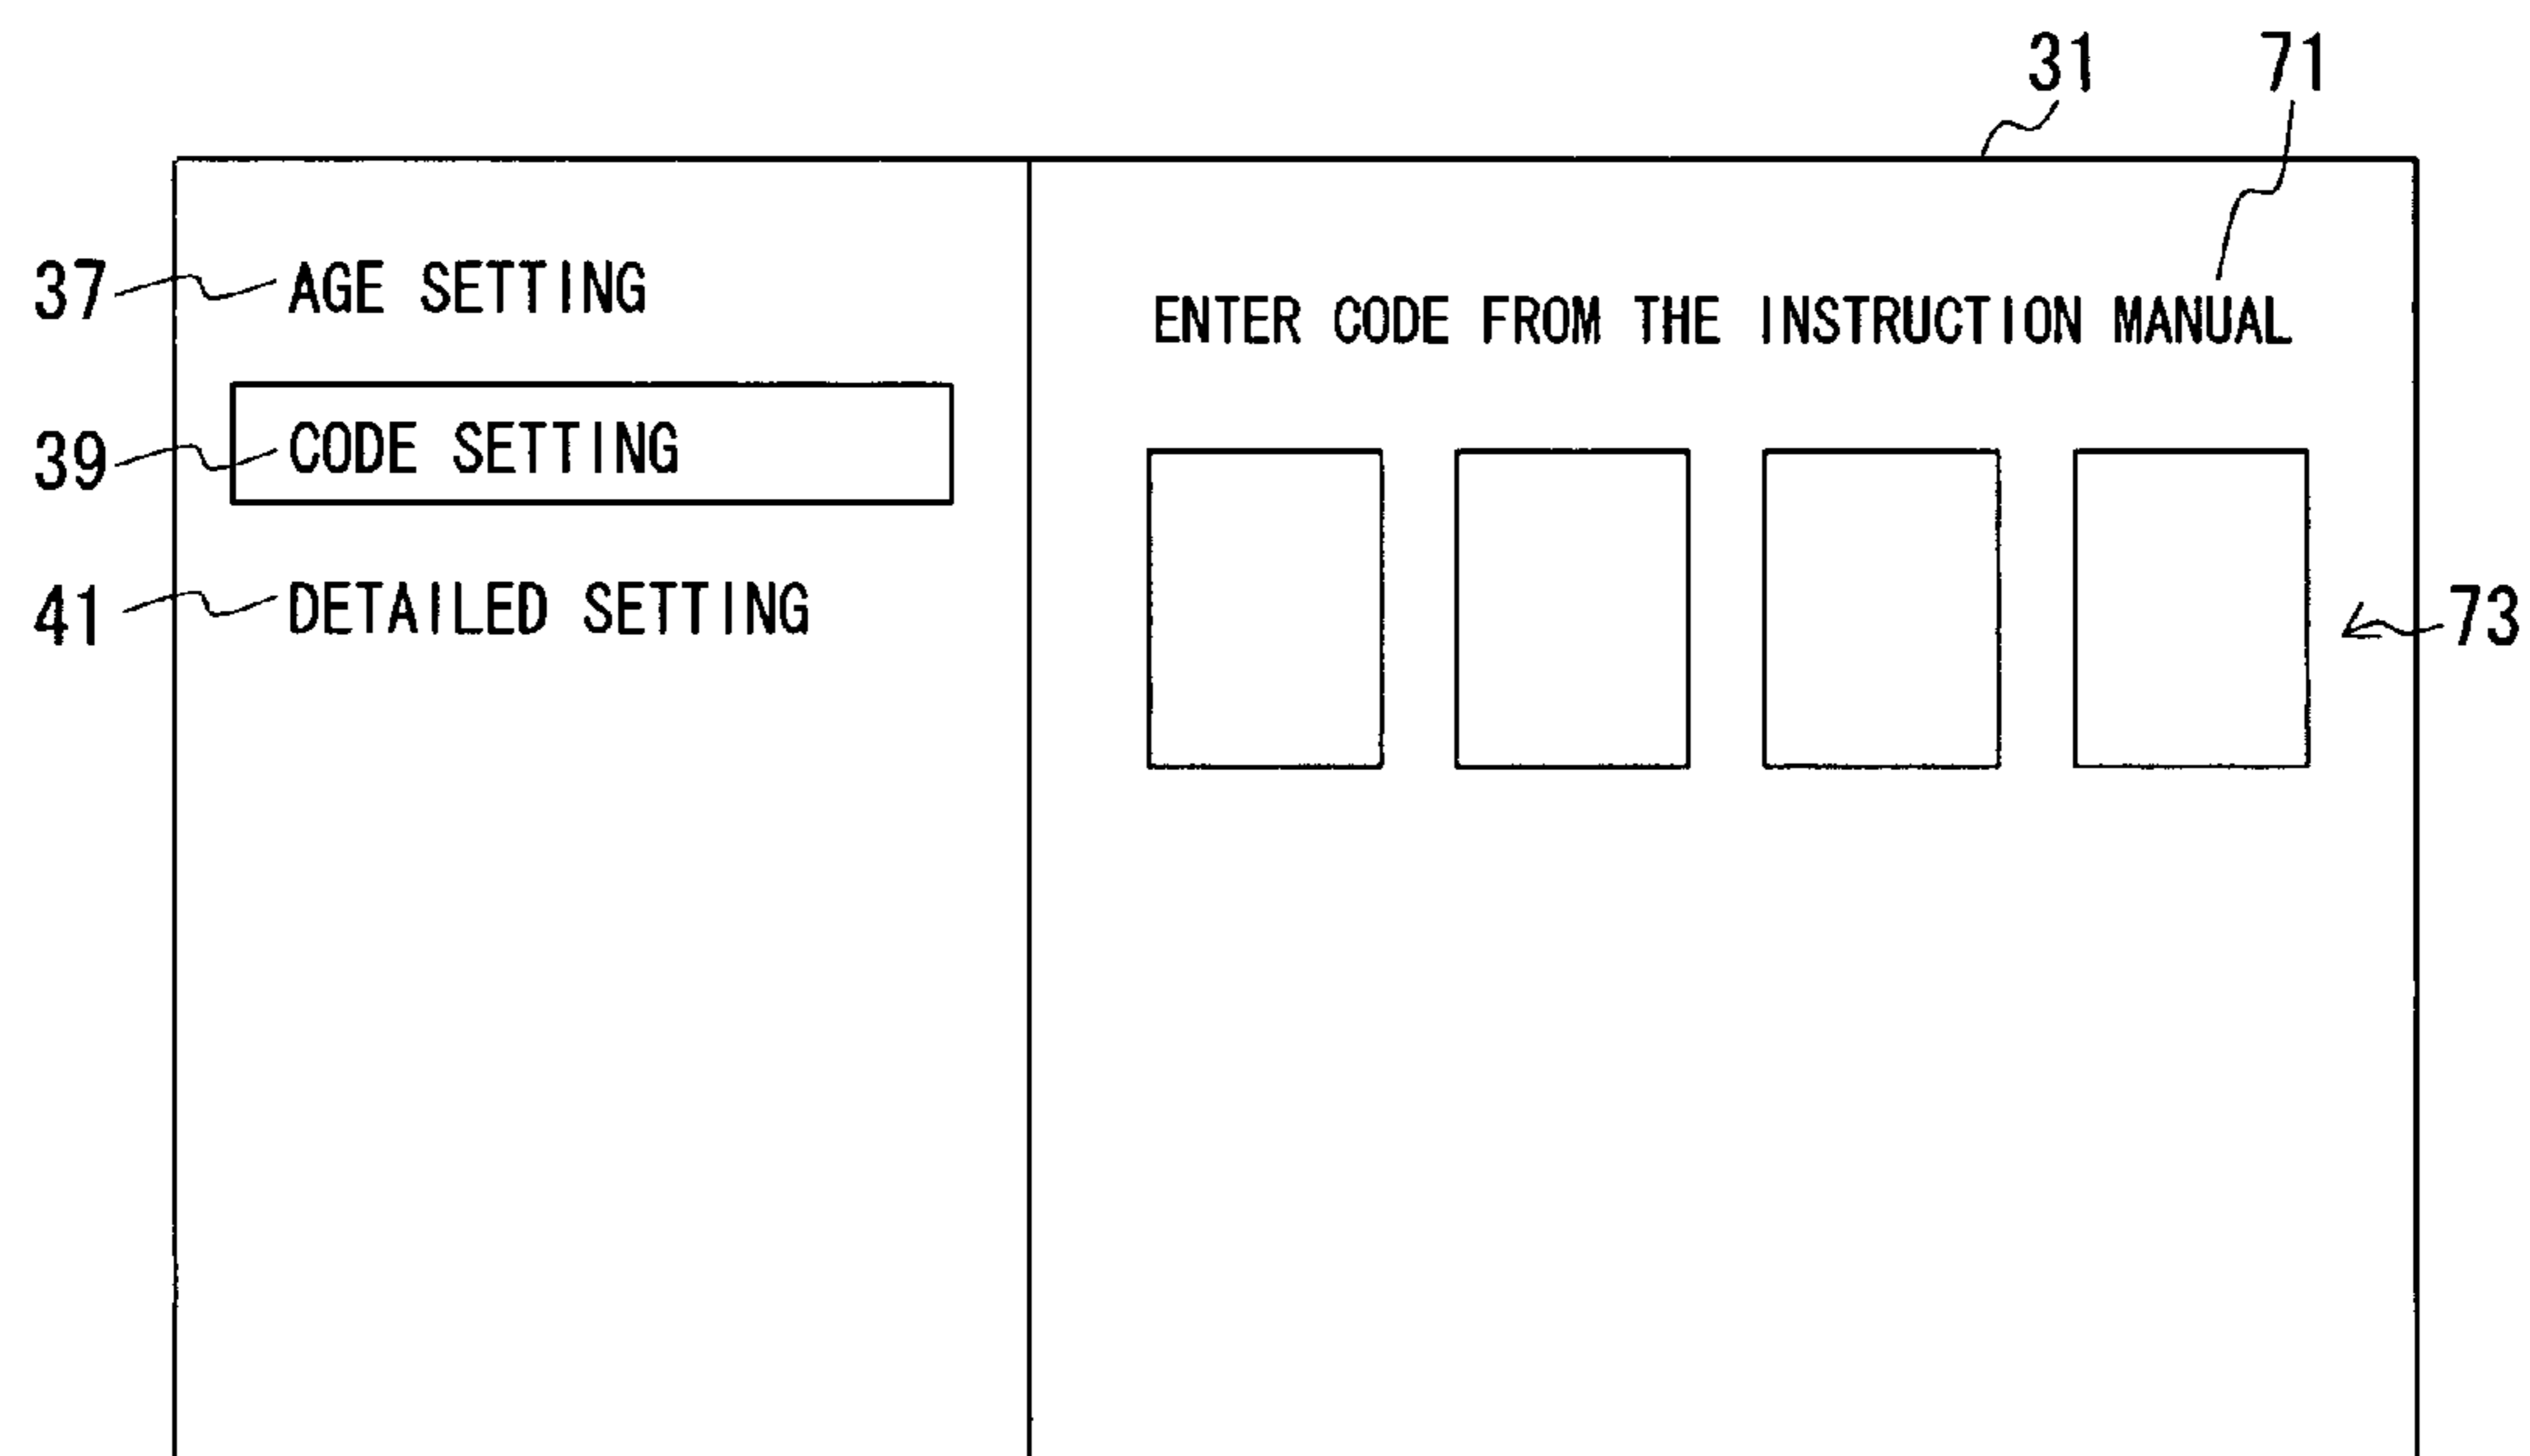 31 71
37 AGE SETTING
ENTER CODE FROM THE INSTRUCTION MANUAL
39 CODE SETTING
41 DETAILED SETTING
73